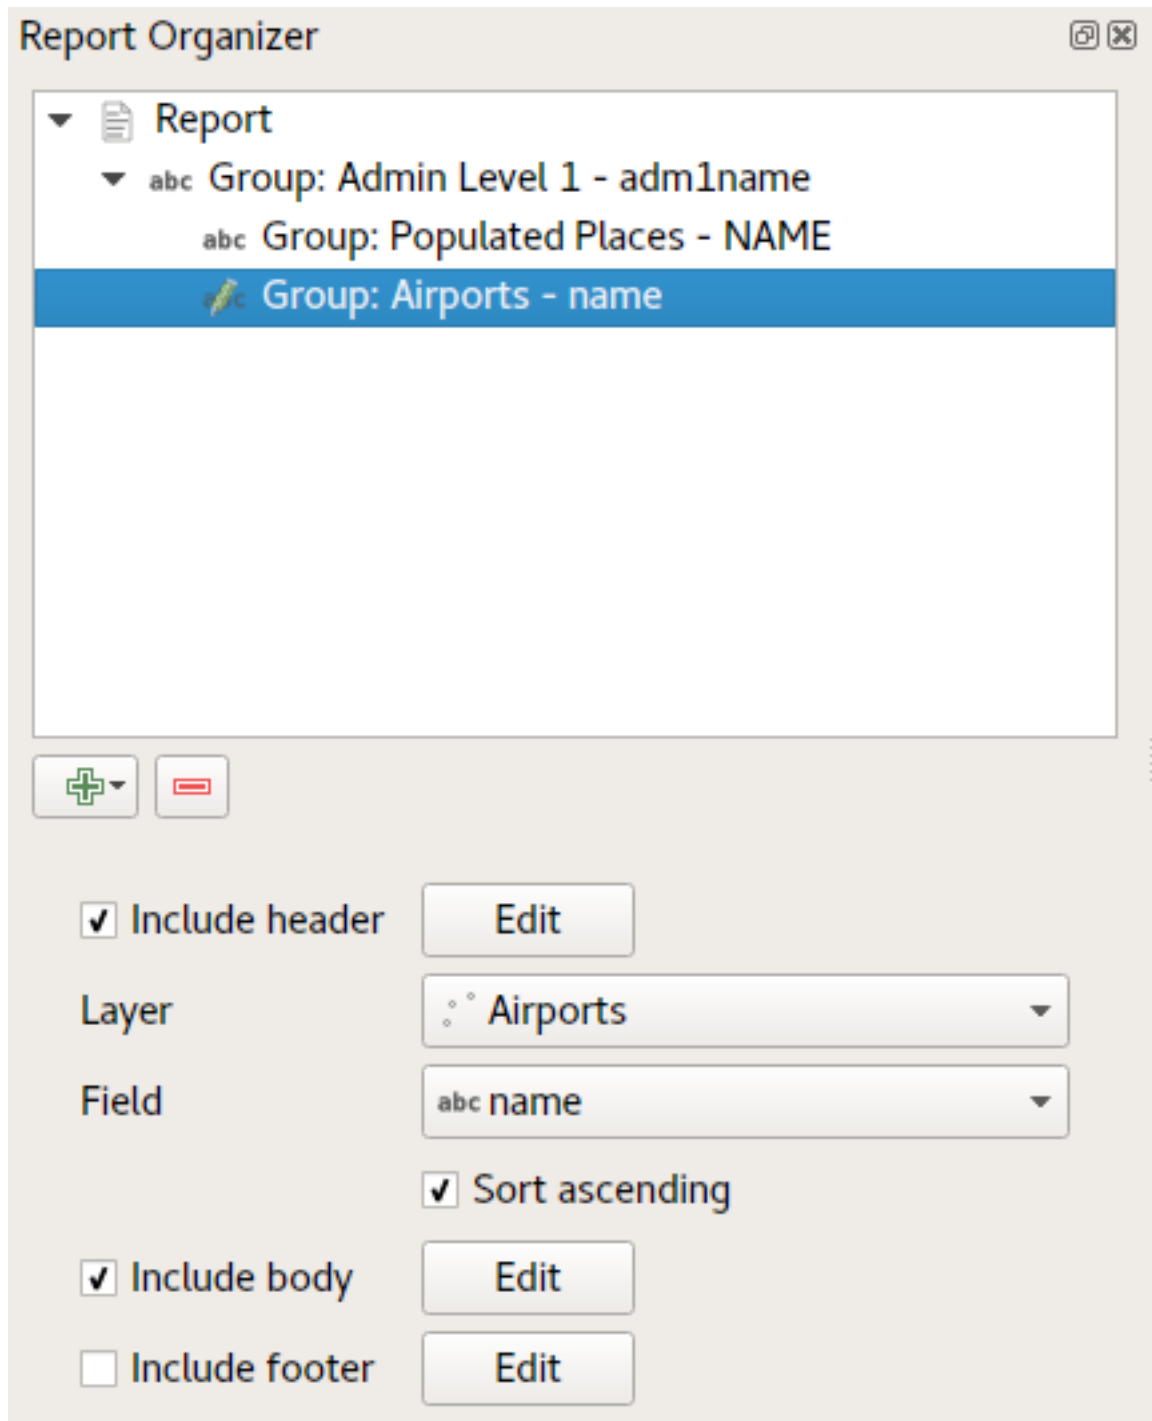 Report Organizer
Report
abc Group: Admin Level 1 - adm1name
abc Group: Populated Places - NAME
Group: Airports - name
Include header Edit
Layer Airports
Field abc name
Sort ascending
Include body Edit
Include footer Edit